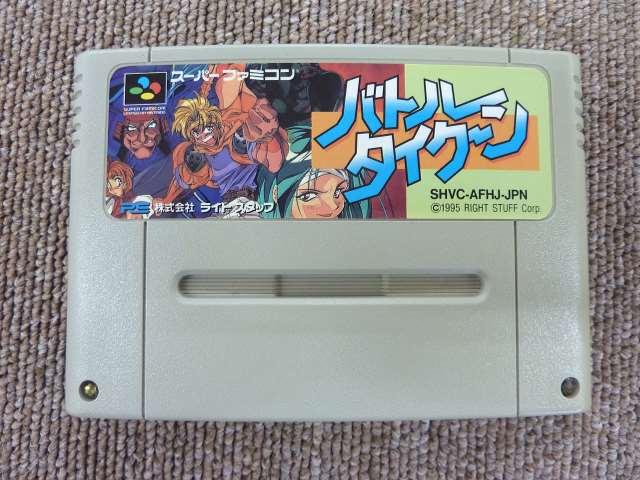 スーパーファミコン
SUPER FAMICOM
バトル
タイクーン
SHVC-AFHJ-JPN
©1995 RIGHT STUFF Corp.
株式会社 ライト・スタッフ